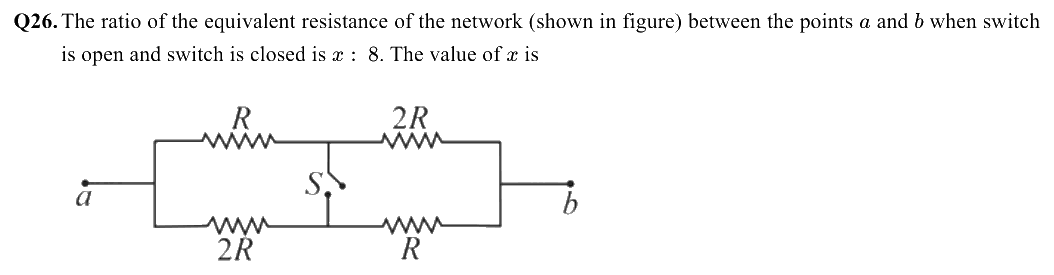 Q26. The ratio of the equivalent resistance of the network (shown in figure) between the points a and b when switch
is open and switch is closed is x : 8. The value of x is
R 2R
a S b
2R R